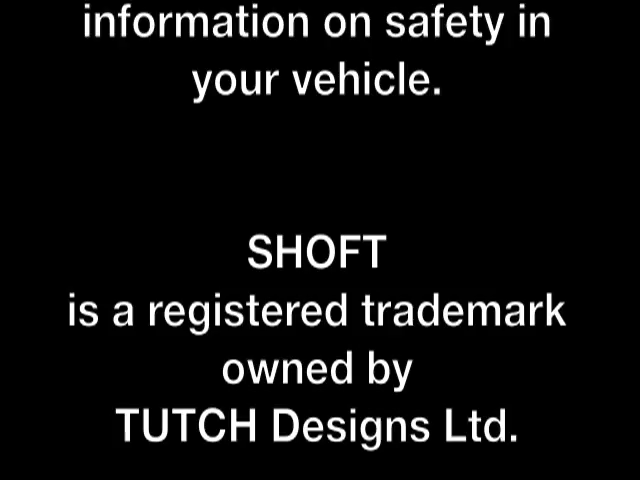 information on safety in
your vehicle.
SHOFT
is a registered trademark
owned by
TUTCH Designs Ltd.